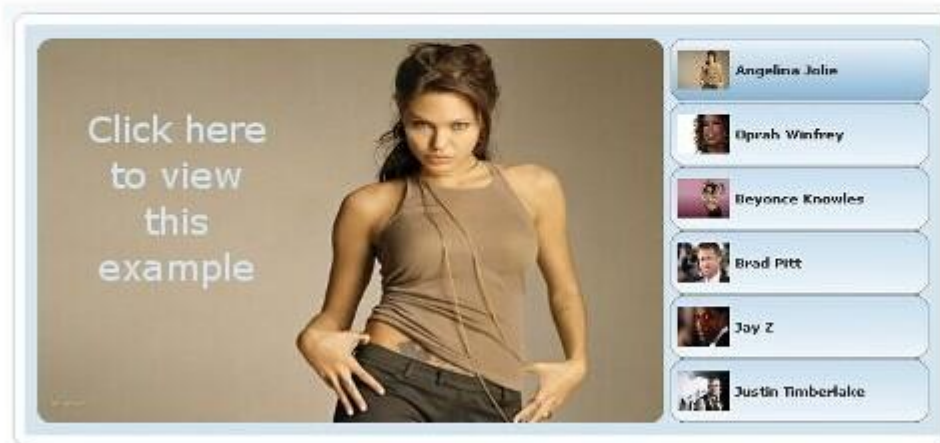 Click here
to view
this
example
Angelina Jolie
Oprah Winfrey
Beyonce Knowles
Brad Pitt
Jay Z
Justin Timberlake